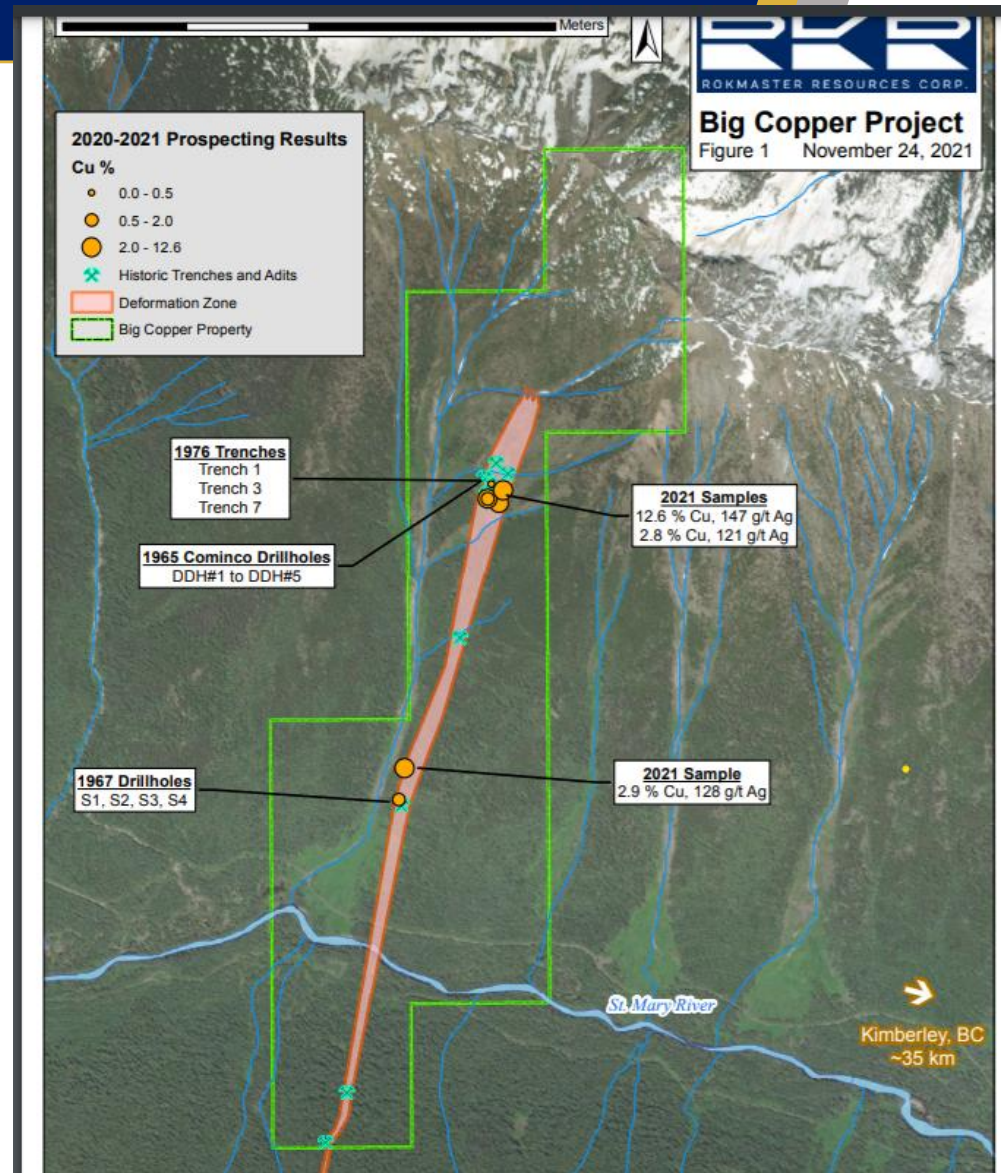 Meters
ROKMASTER RESOURCES CORP.
Big Copper Project
Figure 1 November 24, 2021
2020-2021 Prospecting Results
Cu %
0.0 - 0.5
0.5 - 2.0
2.0 - 12.6
Historic Trenches and Adits
Deformation Zone
Big Copper Property
1976 Trenches
Trench 1
Trench 3
Trench 7
2021 Samples
12.6 % Cu, 147 g/t Ag
2.8 % Cu, 121 g/t Ag
1965 Cominco Drillholes
DDH#1 to DDH#5
1967 Drillholes
S1, S2, S3, S4
2021 Sample
2.9 % Cu, 128 g/t Ag
St. Mary River
Kimberley, BC
~35 km